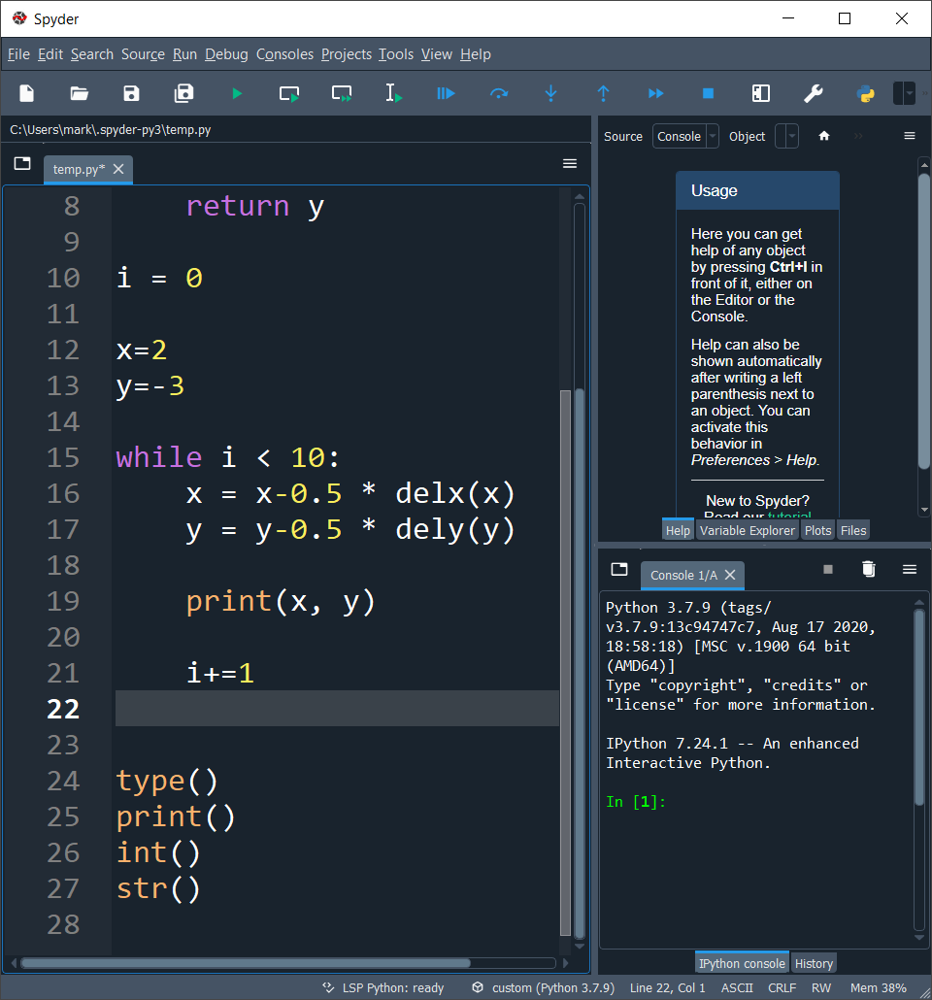 Spyder
File Edit Search Source Run Debug Consoles Projects Tools View Help
C:\Users\mark\.spyder-py3\temp.py
temp.py*
8     return y
9
10 i = 0
11
12 x=2
13 y=-3
14
15 while i < 10:
16     x = x-0.5 * delx(x)
17     y = y-0.5 * dely(y)
18
19     print(x, y)
20
21     i+=1
22
23
24 type()
25 print()
26 int()
27 str()
28
Source Console Object
Usage
Here you can get
help of any object
by pressing Ctrl+I in
front of it, either on
the Editor or the
Console.
Help can also be
shown automatically
after writing a left
parenthesis next to
an object. You can
activate this
behavior in
Preferences > Help.
New to Spyder?
Read our tutorial
Help Variable Explorer Plots Files
Console 1/A
Python 3.7.9 (tags/
v3.7.9:13c94747c7, Aug 17 2020,
18:58:18) [MSC v.1900 64 bit
(AMD64)]
Type "copyright", "credits" or
"license" for more information.
IPython 7.24.1 -- An enhanced
Interactive Python.
In [1]:
IPython console History
LSP Python: ready custom (Python 3.7.9) Line 22, Col 1 ASCII CRLF RW Mem 38%